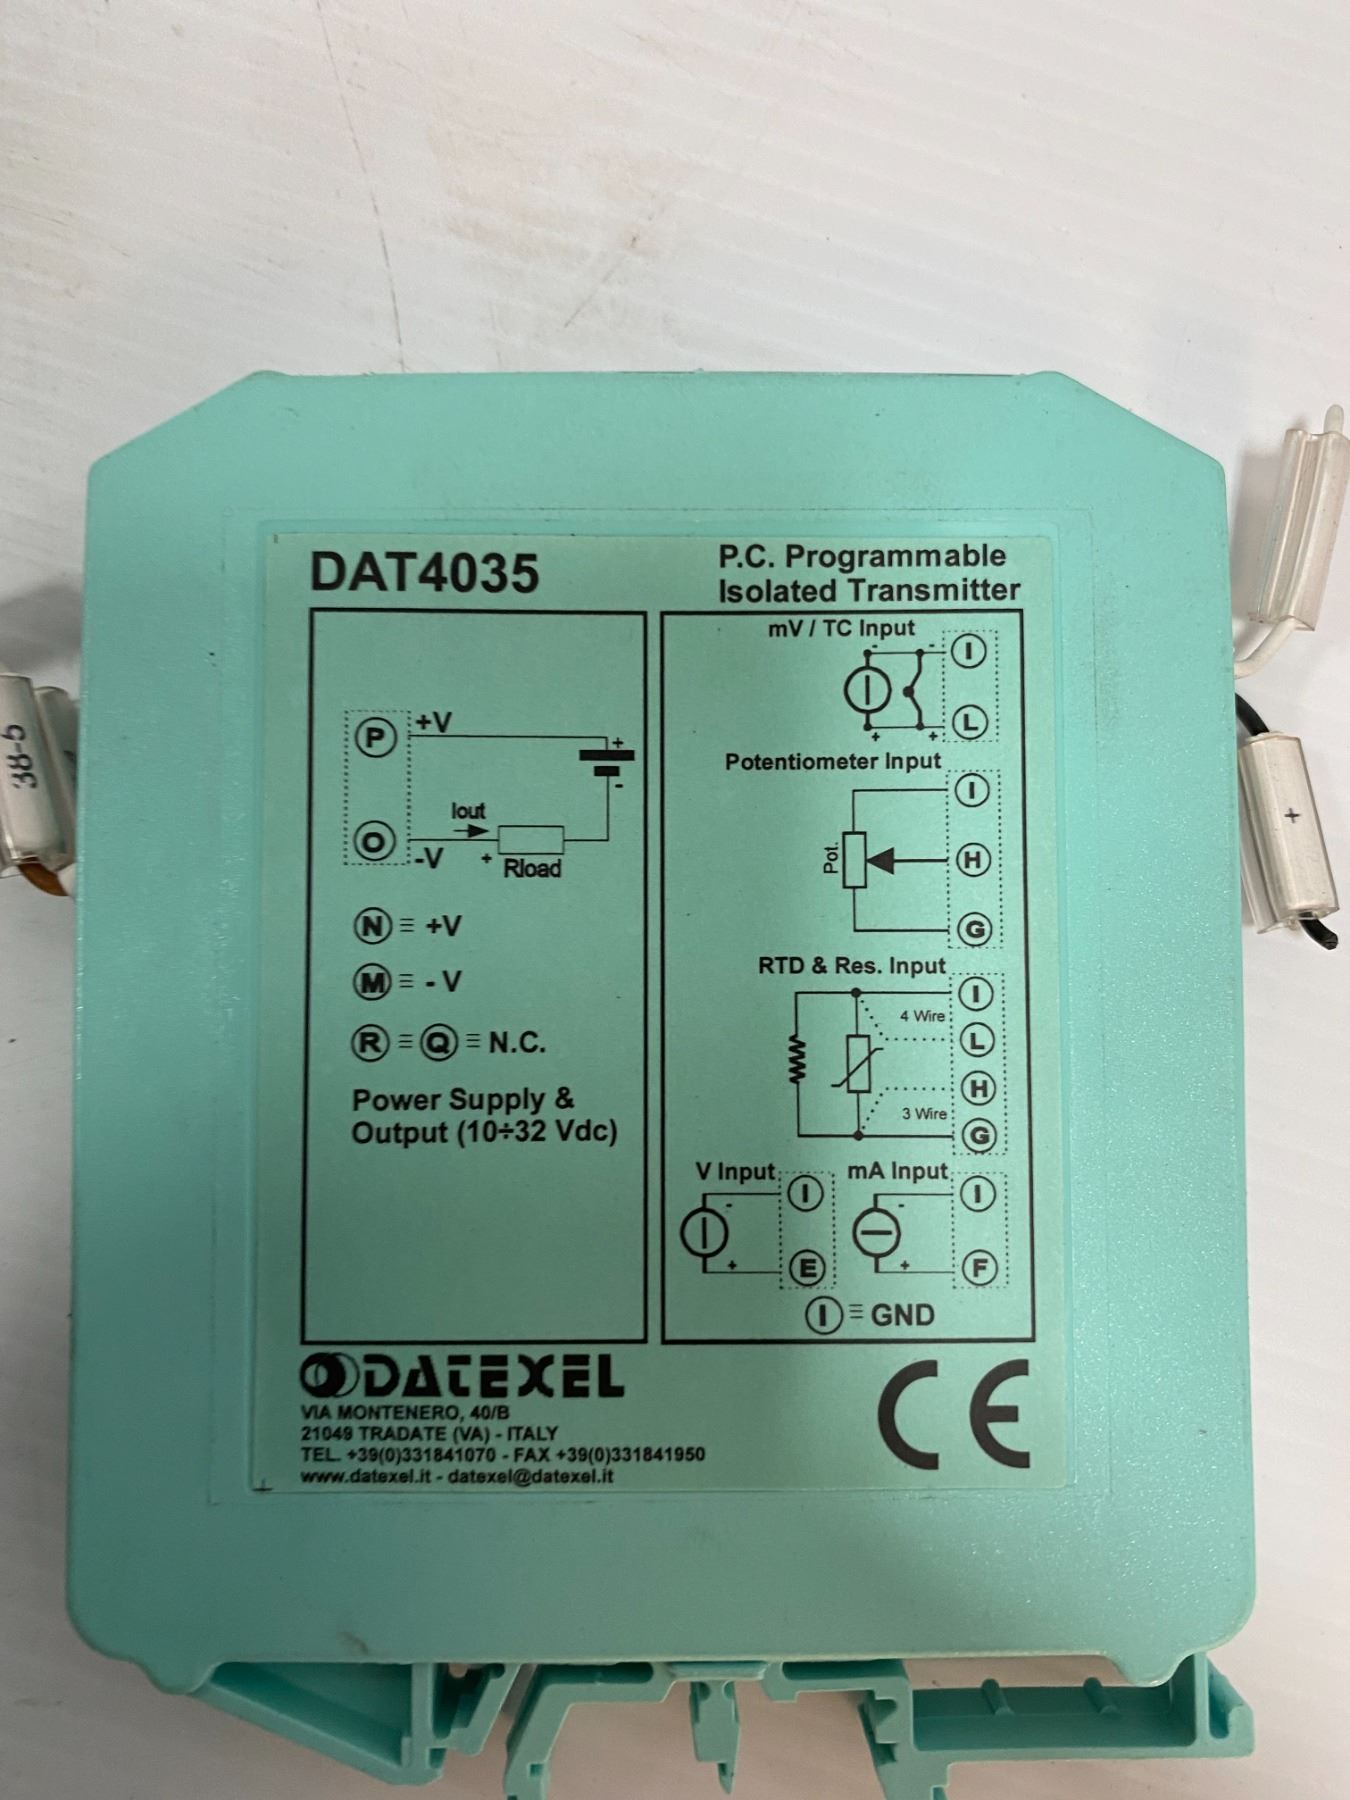 DAT4035
P.C. Programmable
Isolated Transmitter
P +V
+
-
Iout
O -V
+ Rload
N ≡ +V
M ≡ - V
R ≡ Q ≡ N.C.
Power Supply &
Output (10÷32 Vdc)
mV / TC Input
- - I
+ + L
Potentiometer Input
I
Pot. H
G
RTD & Res. Input
I
4 Wire
L
H
3 Wire
G
V Input
- I
+ E
mA Input
- I
+ F
I ≡ GND
DATEXEL
VIA MONTENERO, 40/B
21049 TRADATE (VA) - ITALY
TEL. +39(0)331841070 - FAX +39(0)331841950
www.datexel.it - datexel@datexel.it
CE
38-5
+